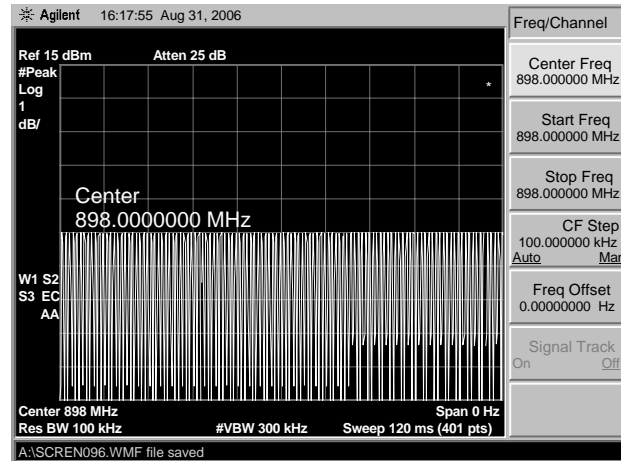 Agilent 16:17:55 Aug 31, 2006
Freq/Channel
Ref 15 dBm Atten 25 dB
#Peak
Log
1
dB/
*
Center
898.0000000 MHz
W1 S2
S3 EC
AA
Center 898 MHz Span 0 Hz
Res BW 100 kHz #VBW 300 kHz Sweep 120 ms (401 pts)
A:\SCREN096.WMF file saved
Center Freq
898.000000 MHz
Start Freq
898.000000 MHz
Stop Freq
898.000000 MHz
CF Step
100.000000 kHz
Auto Man
Freq Offset
0.00000000 Hz
Signal Track
On Off